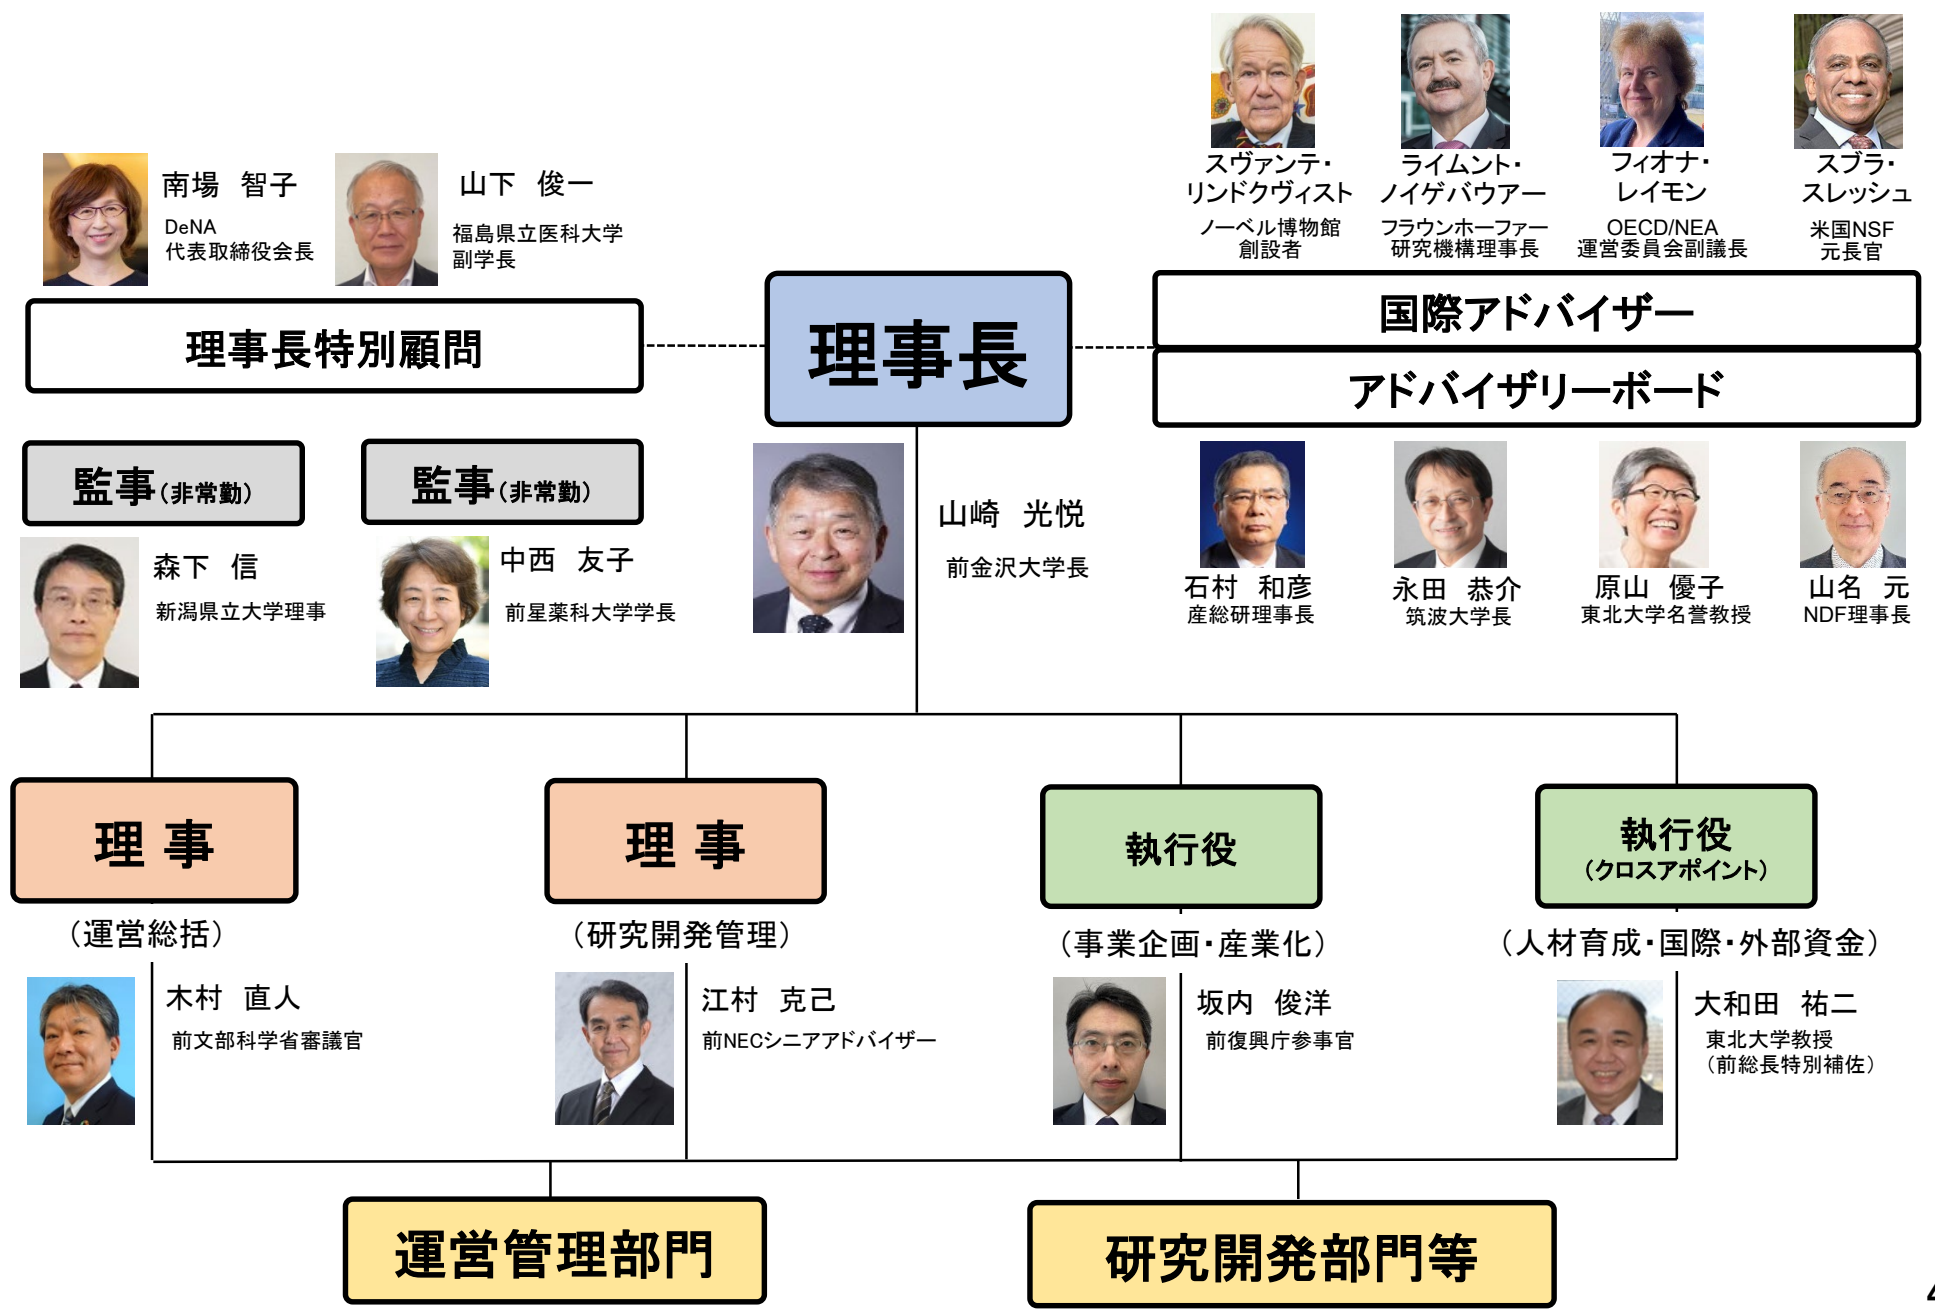 スヴァンテ・
リンドクヴィスト
ノーベル博物館
創設者
ライムント・
ノイゲバウアー
フラウンホーファー
研究機構理事長
フィオナ・
レイモン
OECD/NEA
運営委員会副議長
スブラ・
スレッシュ
米国NSF
元長官
南場 智子
DeNA
代表取締役会長
山下 俊一
福島県立医科大学
副学長
理事長特別顧問
理事長
国際アドバイザー
アドバイザリーボード
監事(非常勤)
監事(非常勤)
森下 信
新潟県立大学理事
中西 友子
前星薬科大学学長
山崎 光悦
前金沢大学長
石村 和彦
産総研理事長
永田 恭介
筑波大学長
原山 優子
東北大学名誉教授
山名 元
NDF理事長
理 事
(運営総括)
木村 直人
前文部科学省審議官
理 事
(研究開発管理)
江村 克己
前NECシニアアドバイザー
執行役
(事業企画・産業化)
坂内 俊洋
前復興庁参事官
執行役
(クロスアポイント)
(人材育成・国際・外部資金)
大和田 祐二
東北大学教授
(前総長特別補佐)
運営管理部門
研究開発部門等
4